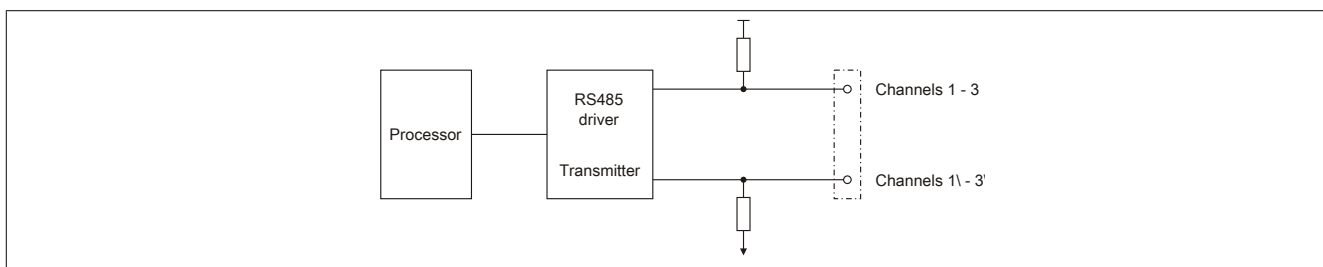 Processor
RS485
driver
Transmitter
Channels 1 - 3
Channels 1\ - 3\